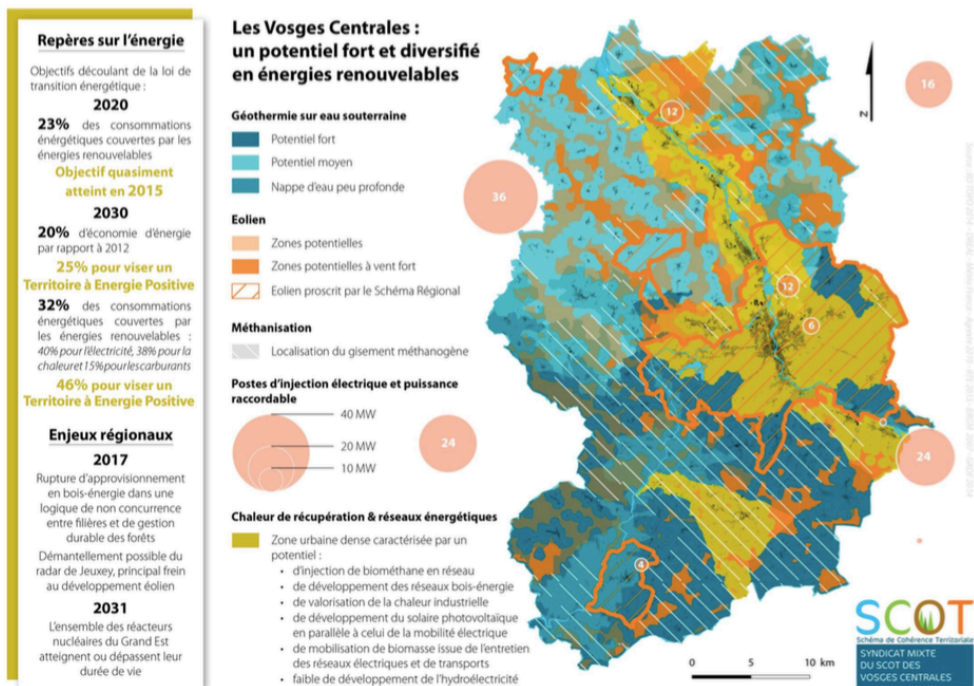 Repères sur l'énergie
Objectifs découlant de la loi de
transition énergétique :
2020
23% des consommations
énérgétiques couvertes par les
énergies renouvelables
Objectif quasiment
atteint en 2015
2030
20% d'économie d'énergie
par rapport à 2012
25% pour viser un
Territoire à Energie Positive
32% des consommations
énergétiques couvertes par
les énergies renouvelables :
40% pour l'électricité, 38% pour la
chaleur et 15% pour les carburants
46% pour viser un
Territoire à Energie Positive
Enjeux régionaux
2017
Rupture d'approvisionnement
en bois-énergie dans une
logique de non concurrence
entre filières et de gestion
durable des forêts
Démantellement possible du
radar de Jeuxey, principal frein
au développement éolien
2031
L'ensemble des réacteurs
nucléaires du Grand Est
atteignent ou dépassent leur
durée de vie
Les Vosges Centrales :
un potentiel fort et diversifié
en énergies renouvelables
Géothermie sur eau souterraine
Potentiel fort
Potentiel moyen
Nappe d'eau peu profonde
Eolien
Zones potentielles
Zones potentielles à vent fort
Eolien proscrit par le Schéma Régional
Méthanisation
Localisation du gisement méthanogène
Postes d'injection électrique et puissance
raccordable
40 MW
20 MW
10 MW
Chaleur de récupération & réseaux énergétiques
Zone urbaine dense caractérisée par un
potentiel :
• d'injection de biométhane en réseau
• de développement des réseaux bois-énergie
• de valorisation de la chaleur industrielle
• de développement du solaire photovoltaïque
en parallèle à celui de la mobilité électrique
• de mobilisation de biomasse issue de l'entretien
des réseaux électriques et de transports
• faible de développement de l'hydroélectricité
36
24
12
12
6
4
16
24
N
0 5 10 km
SCOT
Schéma de Cohérence Territoriale
SYNDICAT MIXTE
DU SCOT DES
VOSGES CENTRALES